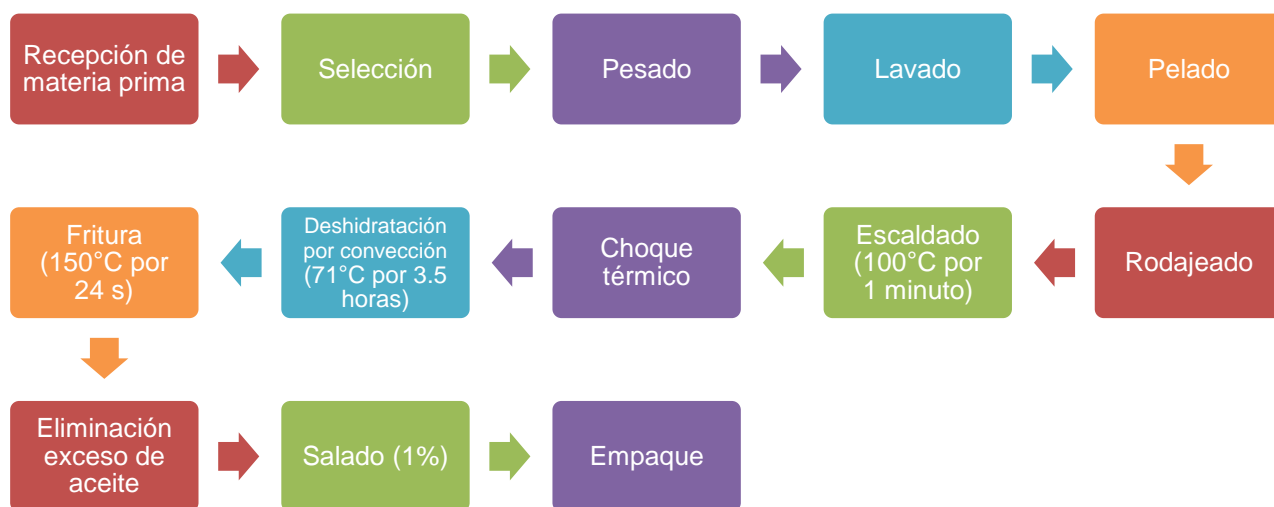 Recepción de
materia prima
Selección
Pesado
Lavado
Pelado
Rodajeado
Escaldado
(100°C por
1 minuto)
Choque
térmico
Deshidratación
por convección
(71°C por 3.5
horas)
Fritura
(150°C por
24 s)
Eliminación
exceso de
aceite
Salado (1%)
Empaque